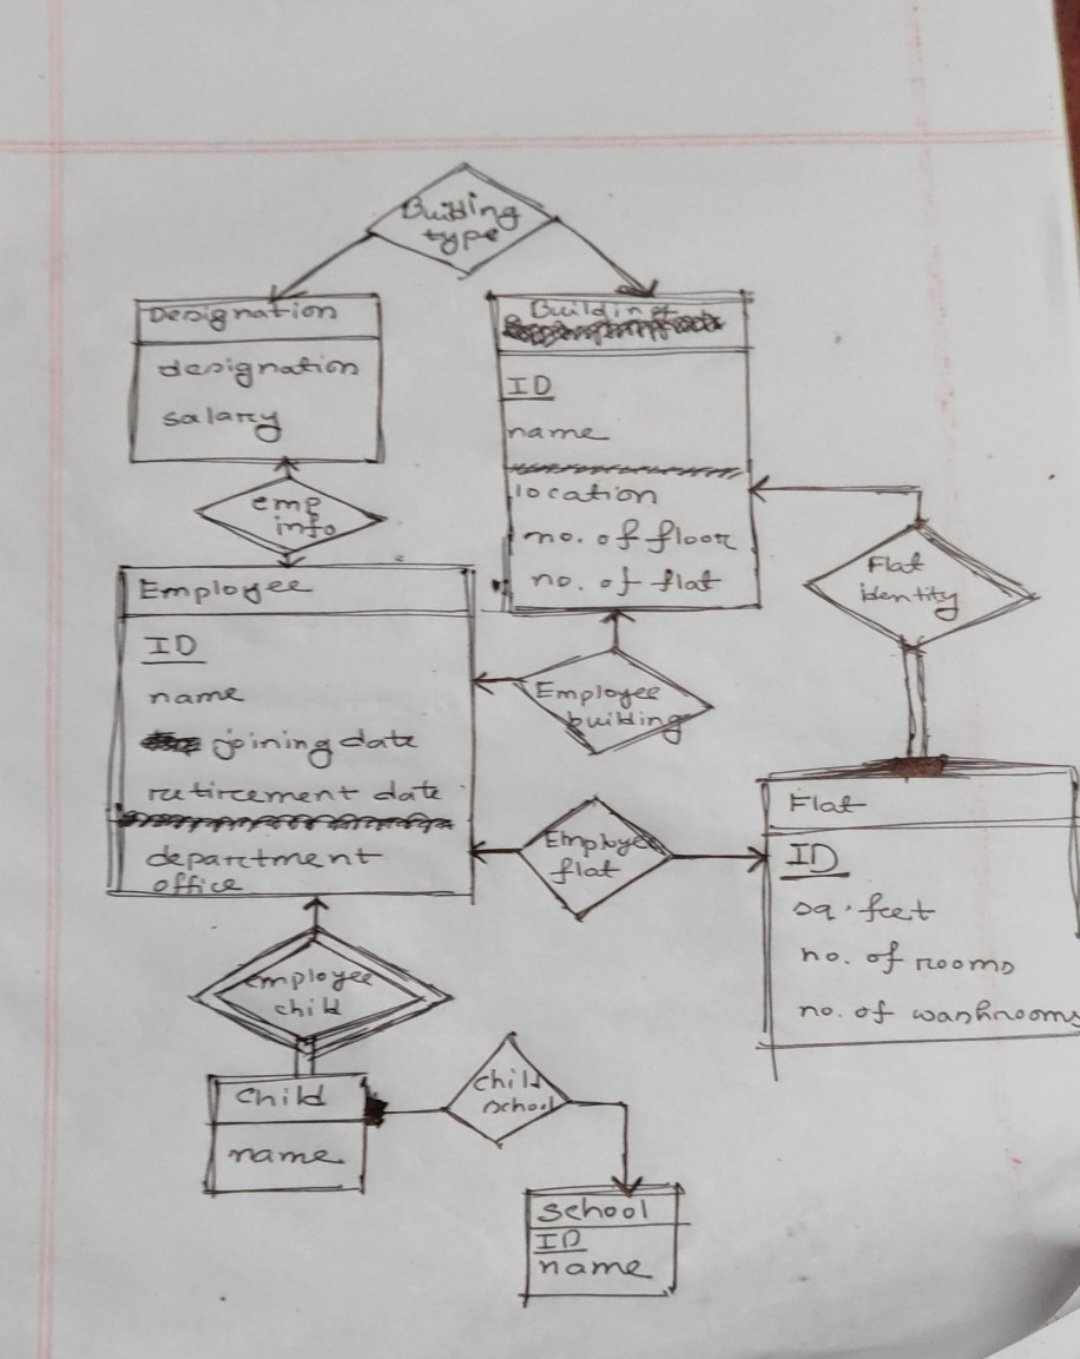 Building
type
Designation
designation
salary
Building
ID
name
location
no. of floor
no. of flat
emp
info
Flat
identity
Employee
ID
name
joining date
retirement date
department
office
Employee
building
Employee
flat
Flat
ID
sq. feet
no. of rooms
no. of washrooms
employee
child
Child
name
child
school
School
ID
name